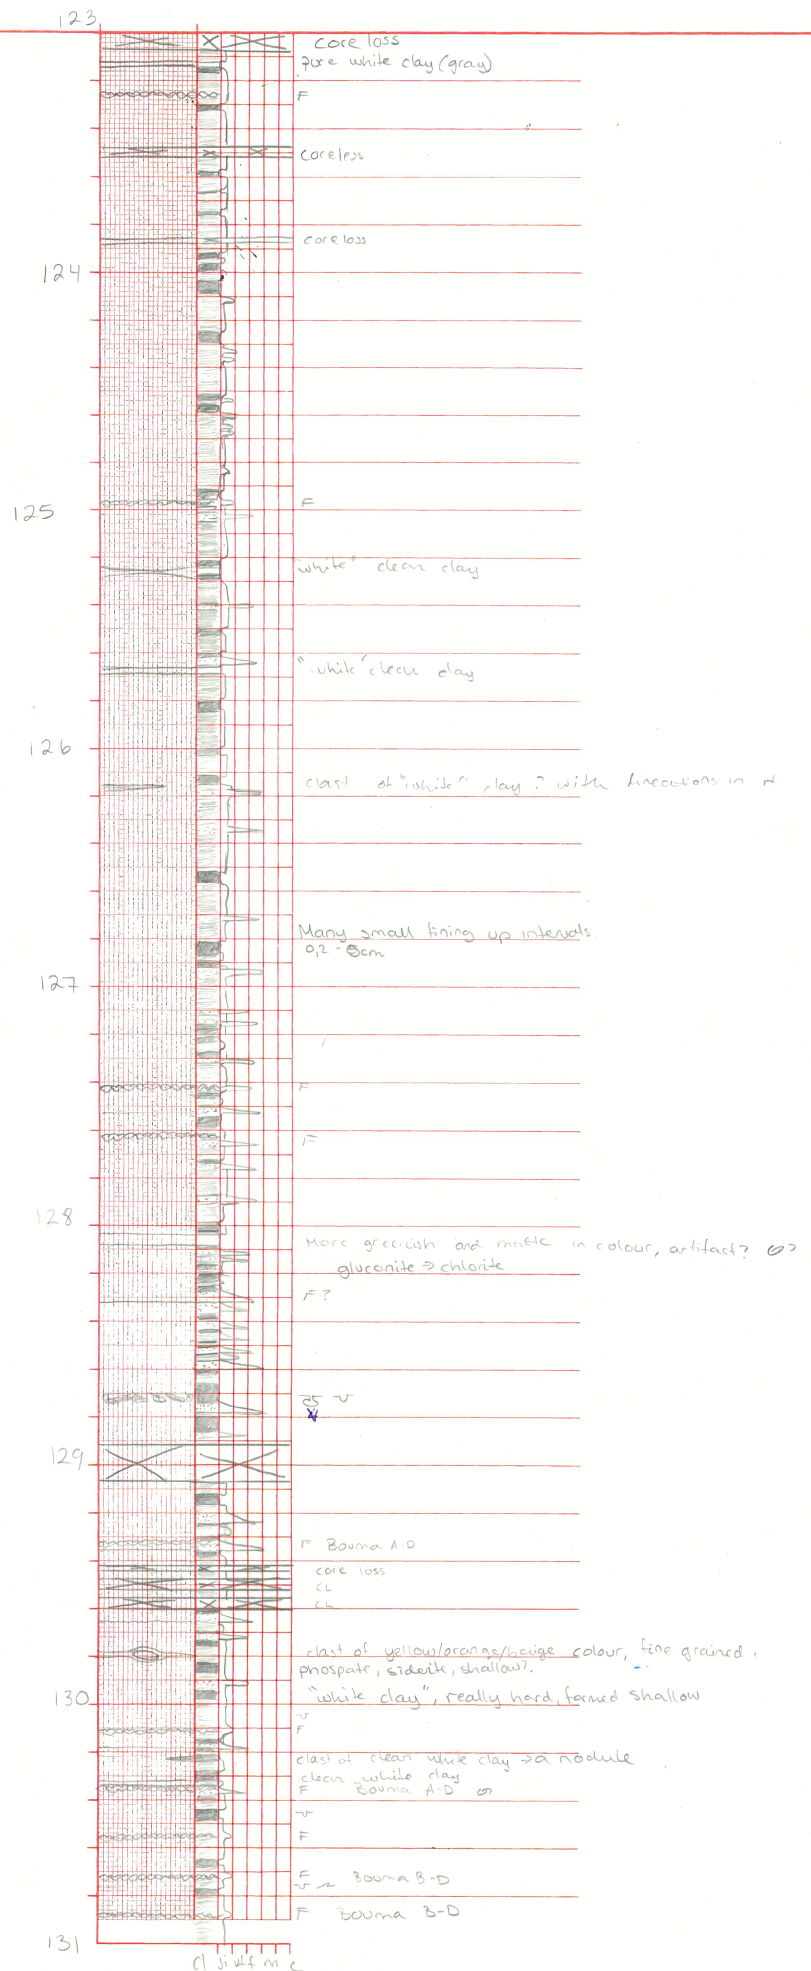 123
core loss
Pure white clay (gray)
F
coreless
core loss
124
F
125
"white" clean clay
"white" clean clay
126
clast of "white" clay ? with lineations in
Many small fining up intervals
0,2 - 5cm
127
F
F
128
More greenish and mattle in colour, artifact?
gluconite → chlorite
F ?
129
F Bouma A-D
core loss
CL
CL
clast of yellow/orange/beige colour, fine grained,
phospate, siderite, shallow?.
"white clay", really hard, formed shallow
130
F
clast of clean white clay → a nodule
clean white clay
F Bouma A-D
F
F Bouma B-D
F Bouma B-D
131
cl si vf f m c